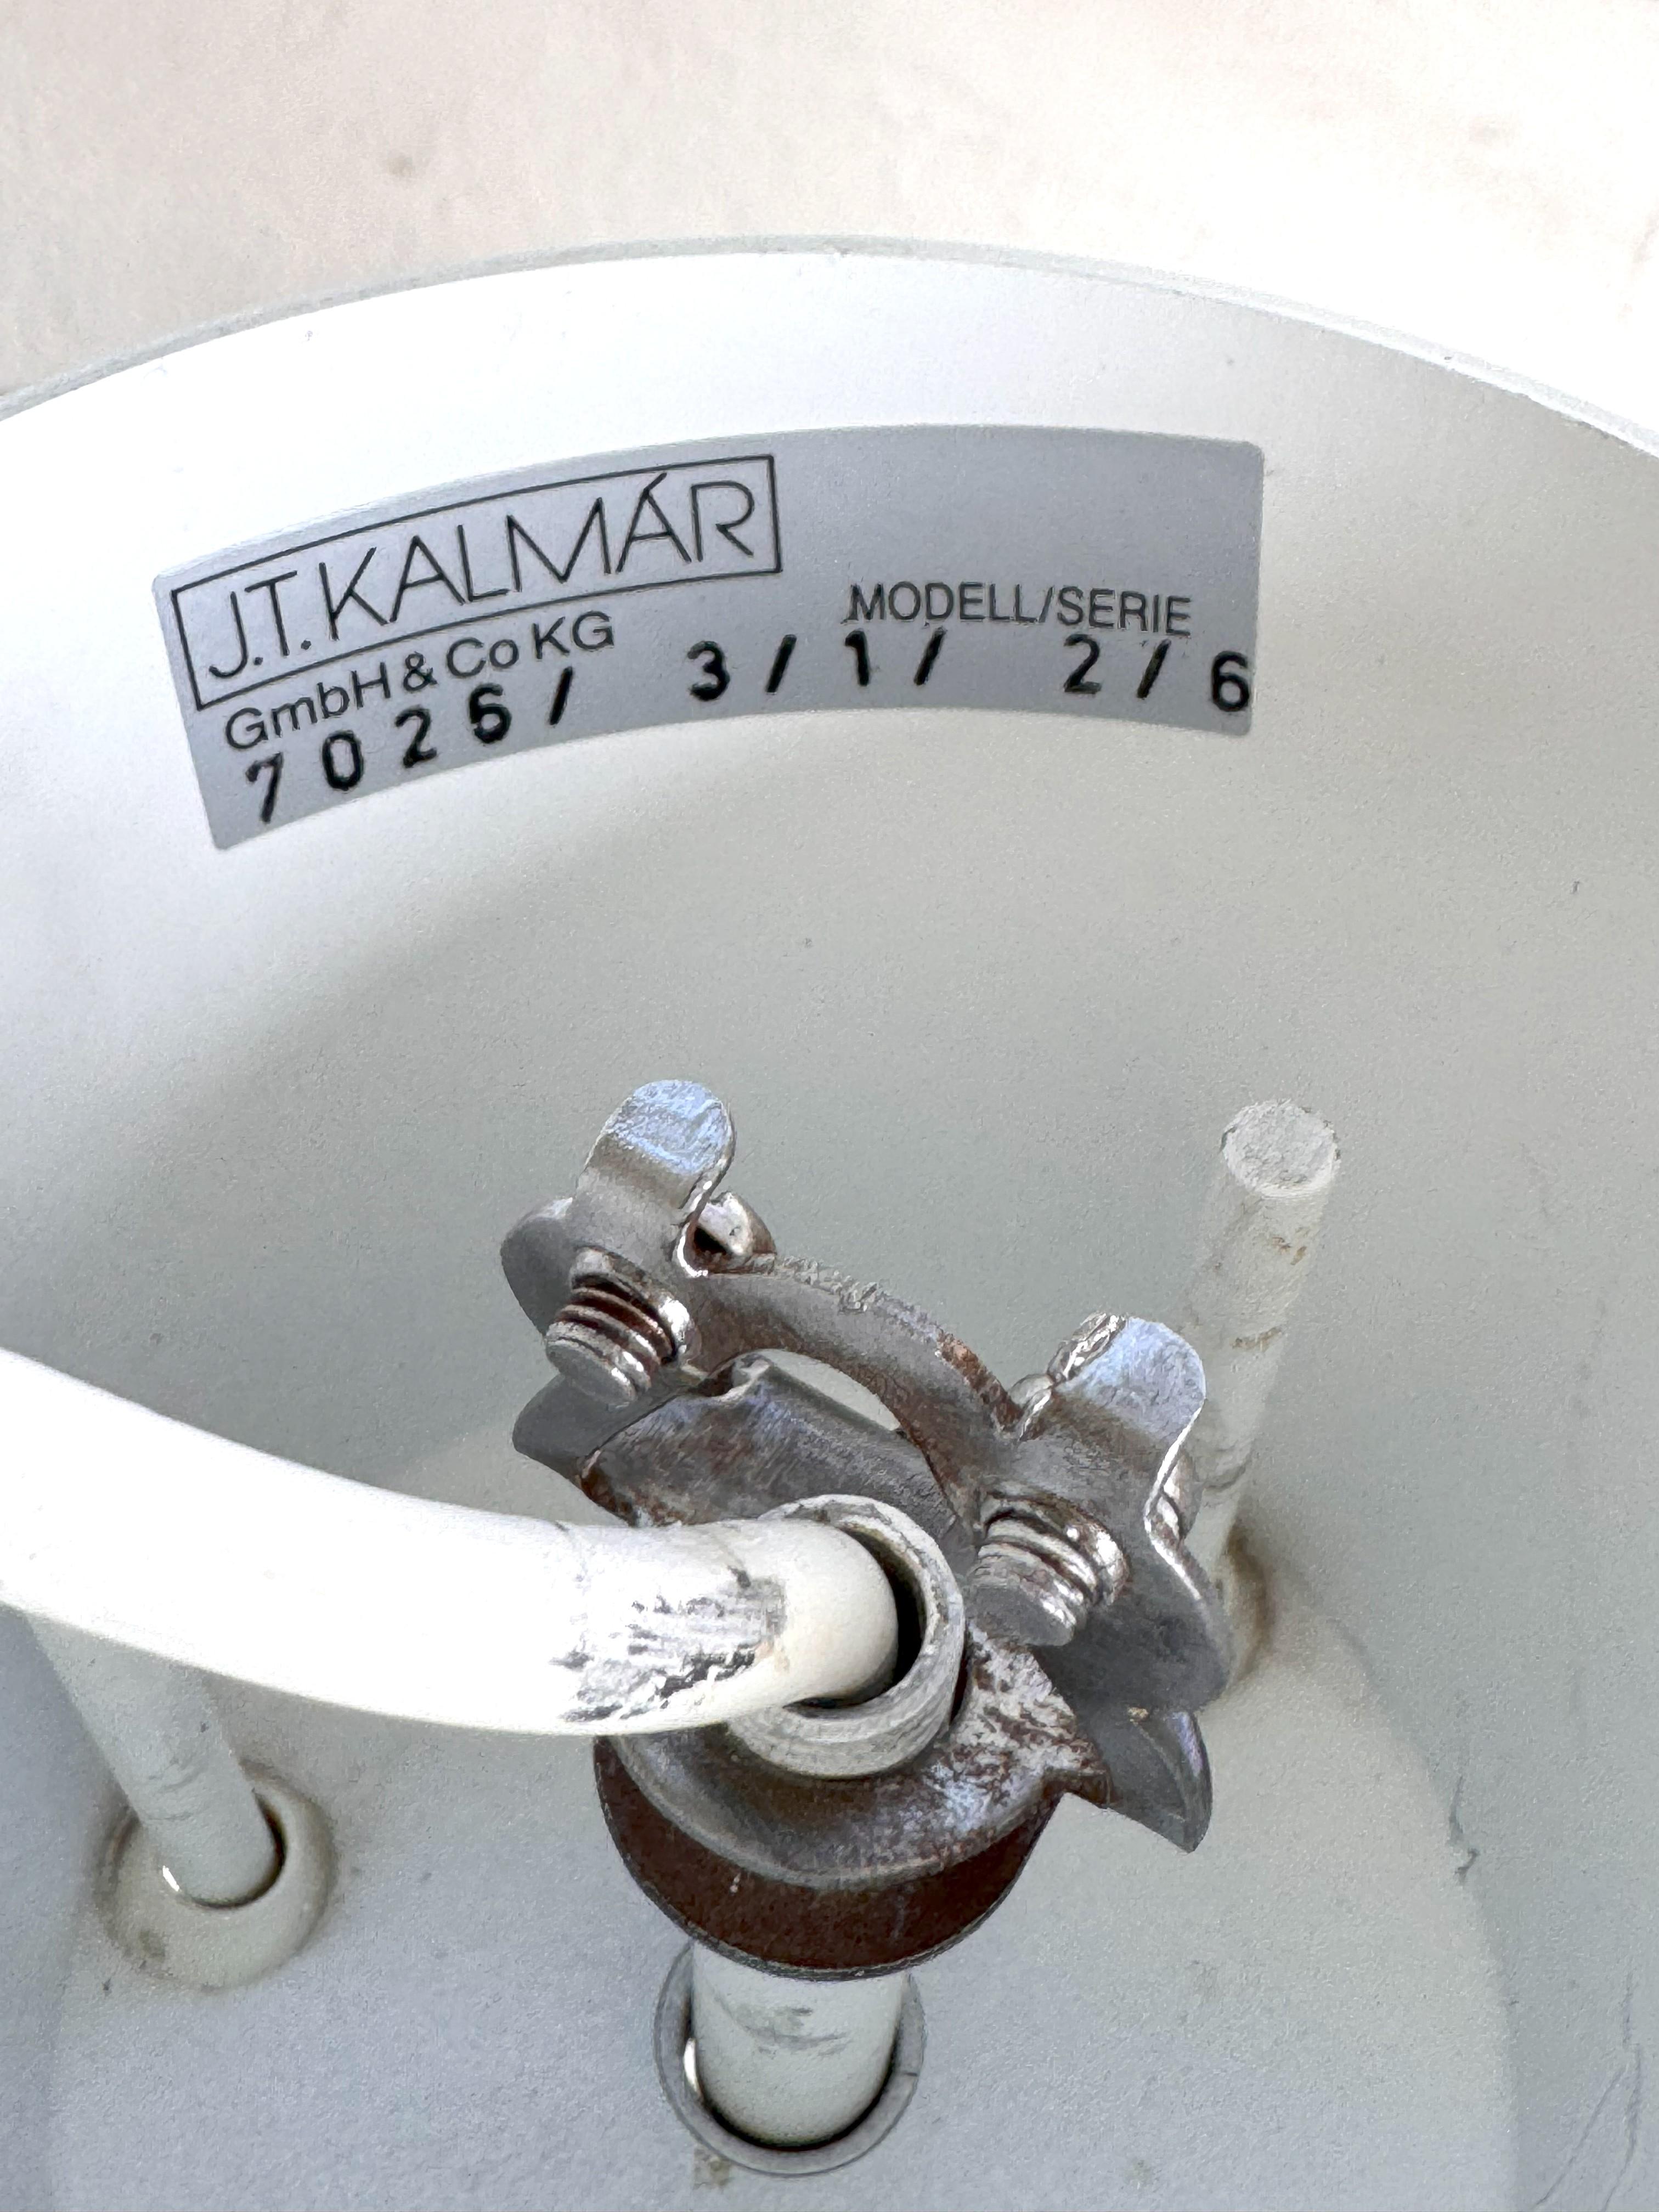 J.T. KALMÁR
GmbH & Co KG
MODELL/SERIE
7026/ 3/1/ 2/6